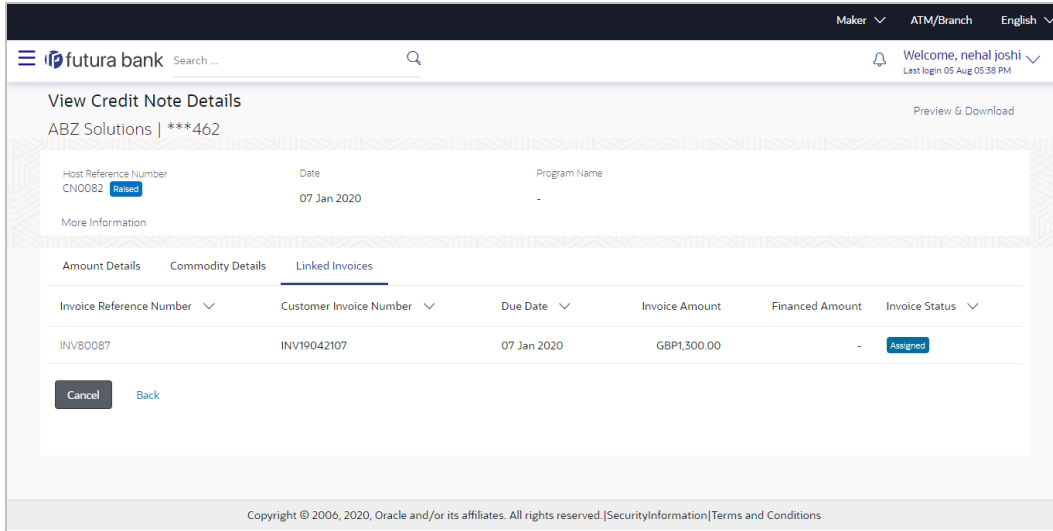 Maker ATM/Branch English
futura bank Search ... Welcome, nehal joshi
Last login 05 Aug 05:38 PM
View Credit Note Details
Preview & Download
ABZ Solutions | ***462
Host Reference Number Date Program Name
CN0082 Raised
07 Jan 2020 -
More Information
Amount Details Commodity Details Linked Invoices
Invoice Reference Number Customer Invoice Number Due Date Invoice Amount Financed Amount Invoice Status
INV80087 INV19042107 07 Jan 2020 GBP1,300.00 - Assigned
Cancel Back
Copyright © 2006, 2020, Oracle and/or its affiliates. All rights reserved.|SecurityInformation|Terms and Conditions